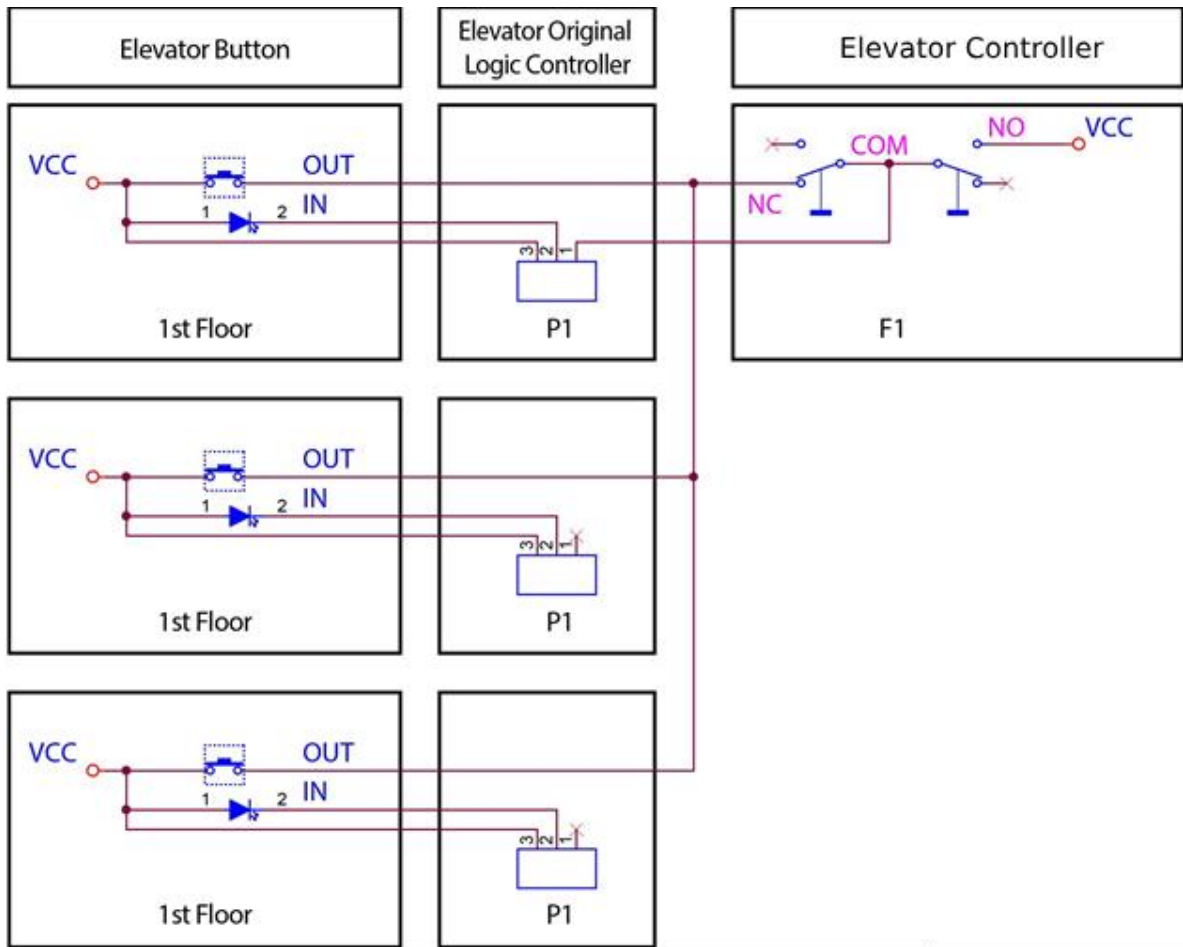 Elevator Button
Elevator Original
Logic Controller
Elevator Controller
VCC
OUT
1
2
IN
3
2
1
1st Floor
P1
NC
COM
NO
VCC
F1
VCC
OUT
1
2
IN
3
2
1
1st Floor
P1
VCC
OUT
1
2
IN
3
2
1
1st Floor
P1